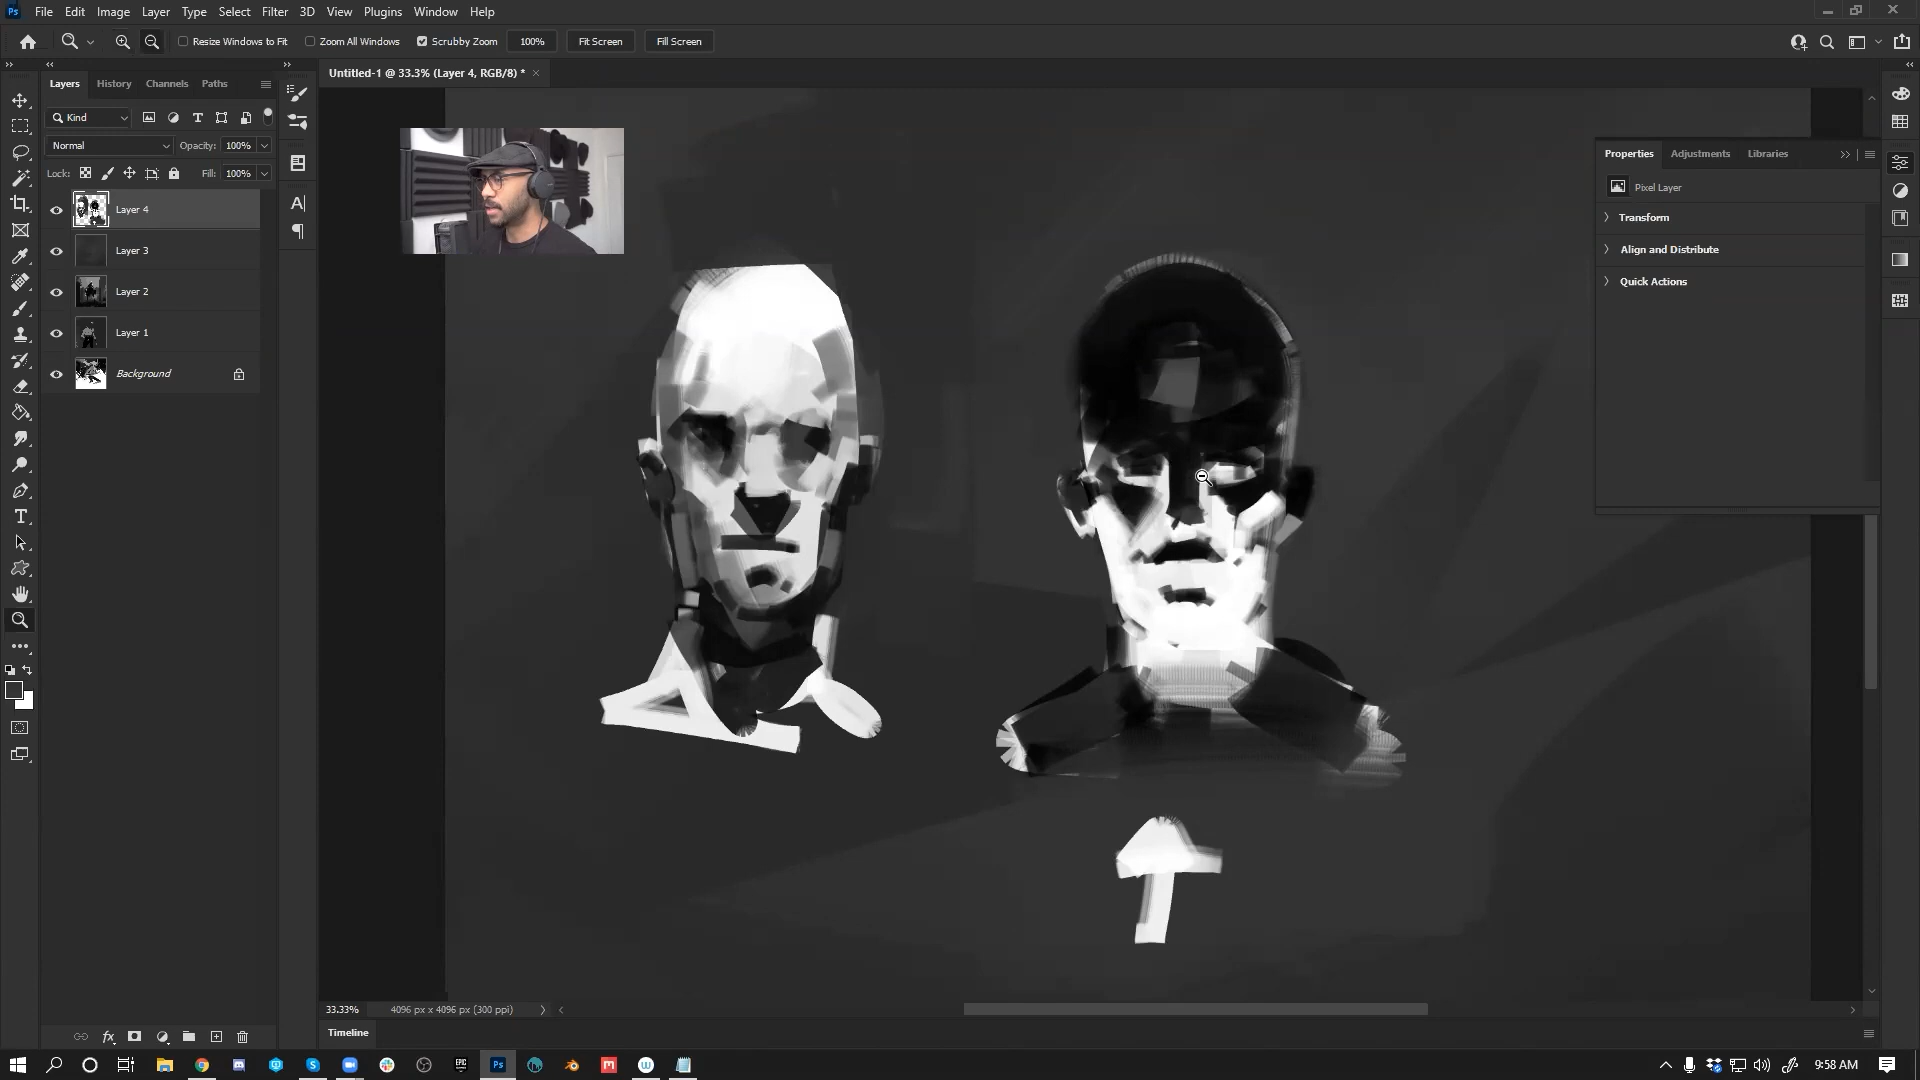 Ps File Edit Image Layer Type Select Filter 3D View Plugins Window Help
Resize Windows to Fit Zoom All Windows Scrubby Zoom 100% Fit Screen Fill Screen
Layers History Channels Paths
Untitled-1 @ 33.3% (Layer 4, RGB/8) *
Kind
Normal Opacity: 100%
Lock: Fill: 100%
Layer 4
Layer 3
Layer 2
Layer 1
Background
Properties Adjustments Libraries
Pixel Layer
Transform
Align and Distribute
Quick Actions
33.33% 4096 px x 4096 px (300 ppi)
Timeline
9:58 AM